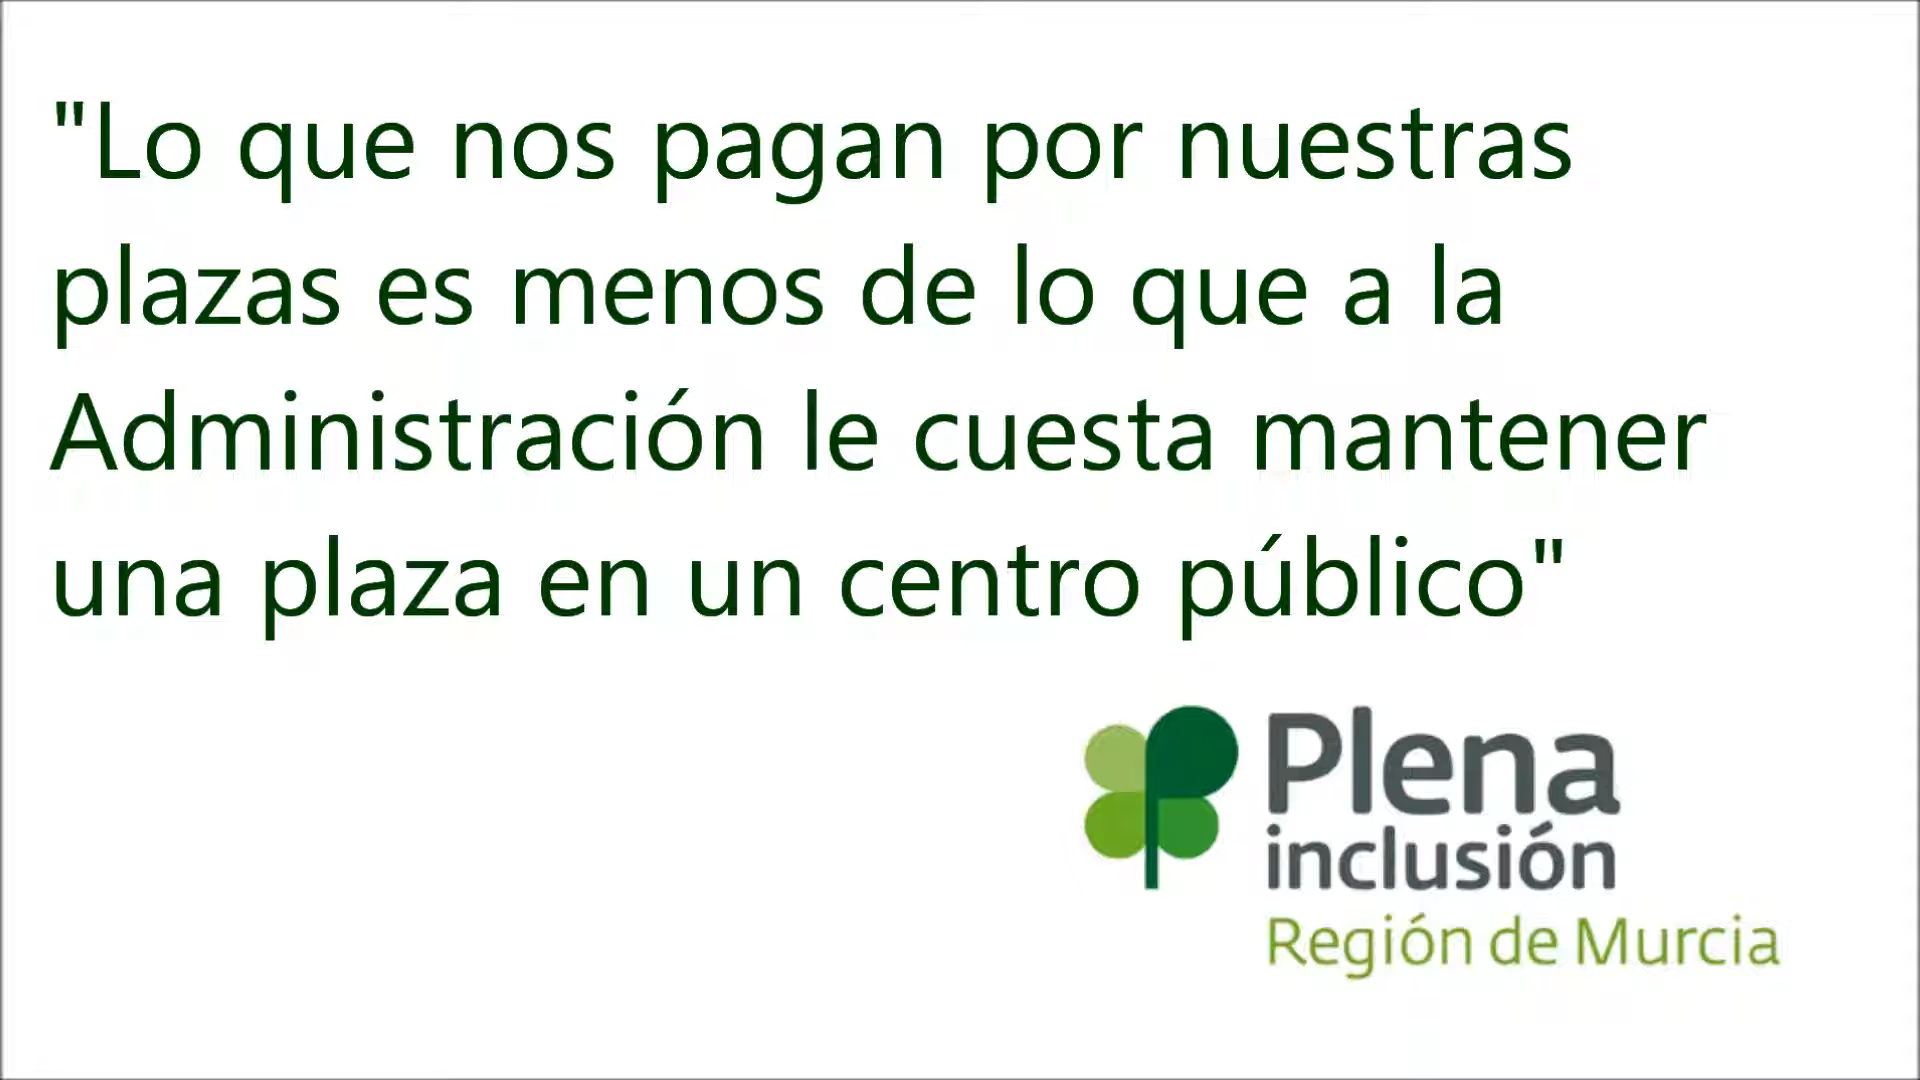 "Lo que nos pagan por nuestras
plazas es menos de lo que a la
Administración le cuesta mantener
una plaza en un centro público"
Plena
inclusión
Región de Murcia